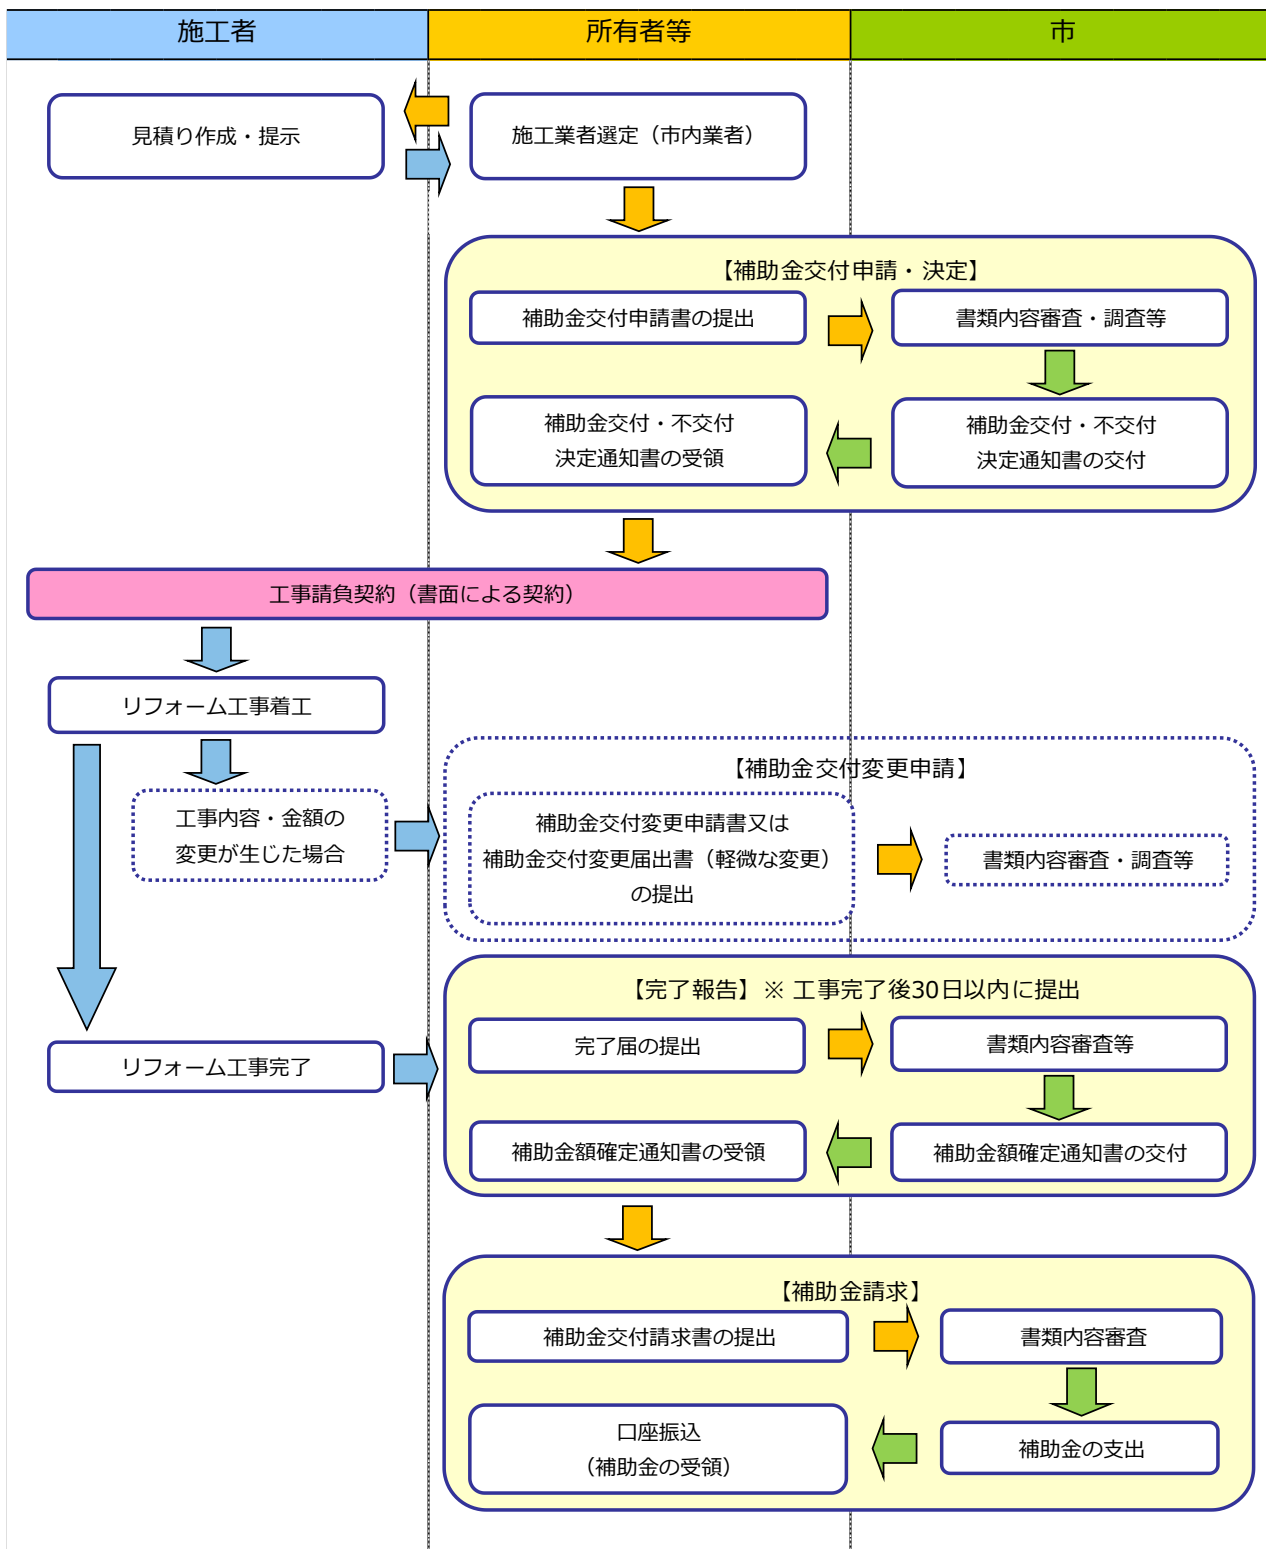 施工者
所有者等
市
見積り作成・提示
施工業者選定（市内業者）
【補助金交付申請・決定】
補助金交付申請書の提出
書類内容審査・調査等
補助金交付・不交付
決定通知書の受領
補助金交付・不交付
決定通知書の交付
工事請負契約（書面による契約）
リフォーム工事着工
【補助金交付変更申請】
工事内容・金額の
変更が生じた場合
補助金交付変更申請書又は
補助金交付変更届出書（軽微な変更）
の提出
書類内容審査・調査等
【完了報告】※ 工事完了後30日以内に提出
リフォーム工事完了
完了届の提出
書類内容審査等
補助金額確定通知書の受領
補助金額確定通知書の交付
【補助金請求】
補助金交付請求書の提出
書類内容審査
口座振込
（補助金の受領）
補助金の支出